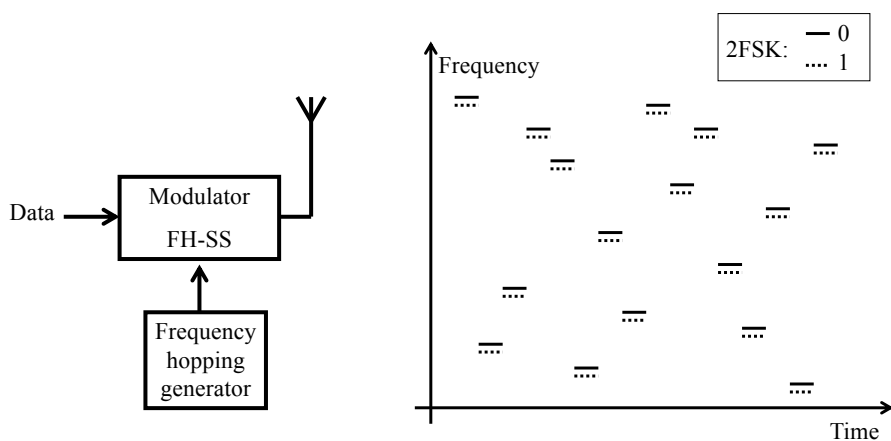 2FSK:
0
1
Frequency
Data
Modulator
FH-SS
Frequency
hopping
generator
Time